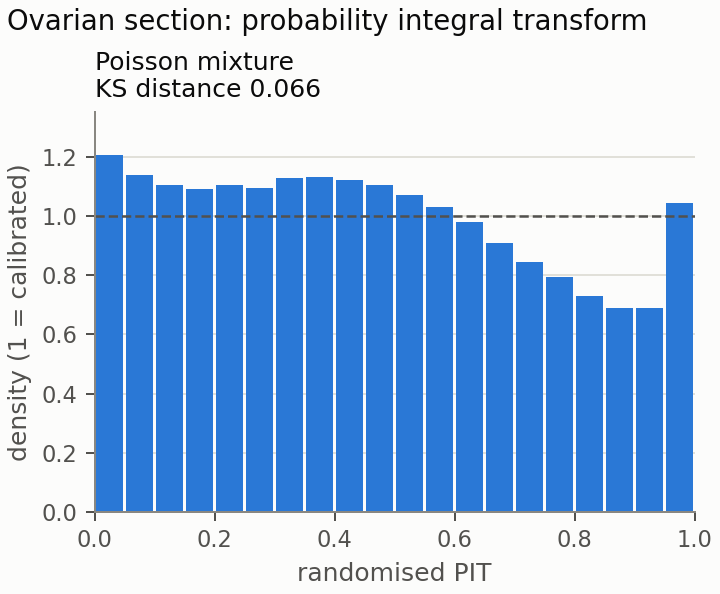 Ovarian section: probability integral transform
Poisson mixture
KS distance 0.066
density (1 = calibrated)
1.2
1.0
0.8
0.6
0.4
0.2
0.0
0.0 0.2 0.4 0.6 0.8 1.0
randomised PIT